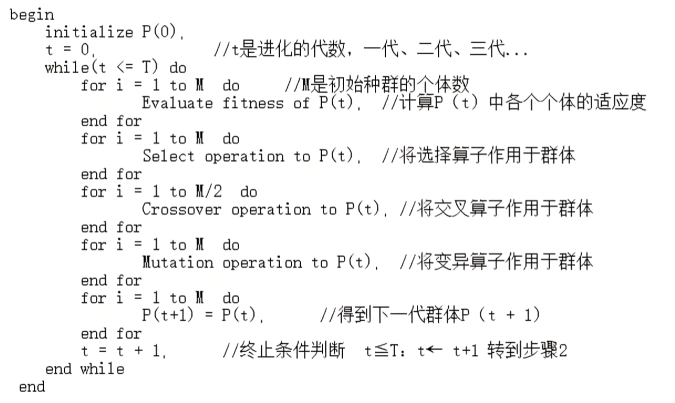 begin
initialize P(0),
t = 0, //t是进化的代数，一代、二代、三代...
while(t <= T) do
for i = 1 to M do //M是初始种群的个体数
Evaluate fitness of P(t), //计算P（t）中各个个体的适应度
end for
for i = 1 to M do
Select operation to P(t), //将选择算子作用于群体
end for
for i = 1 to M/2 do
Crossover operation to P(t), //将交叉算子作用于群体
end for
for i = 1 to M do
Mutation operation to P(t), //将变异算子作用于群体
end for
for i = 1 to M do
P(t+1) = P(t), //得到下一代群体P（t + 1）
end for
t = t + 1, //终止条件判断 t≦T：t← t+1 转到步骤2
end while
end